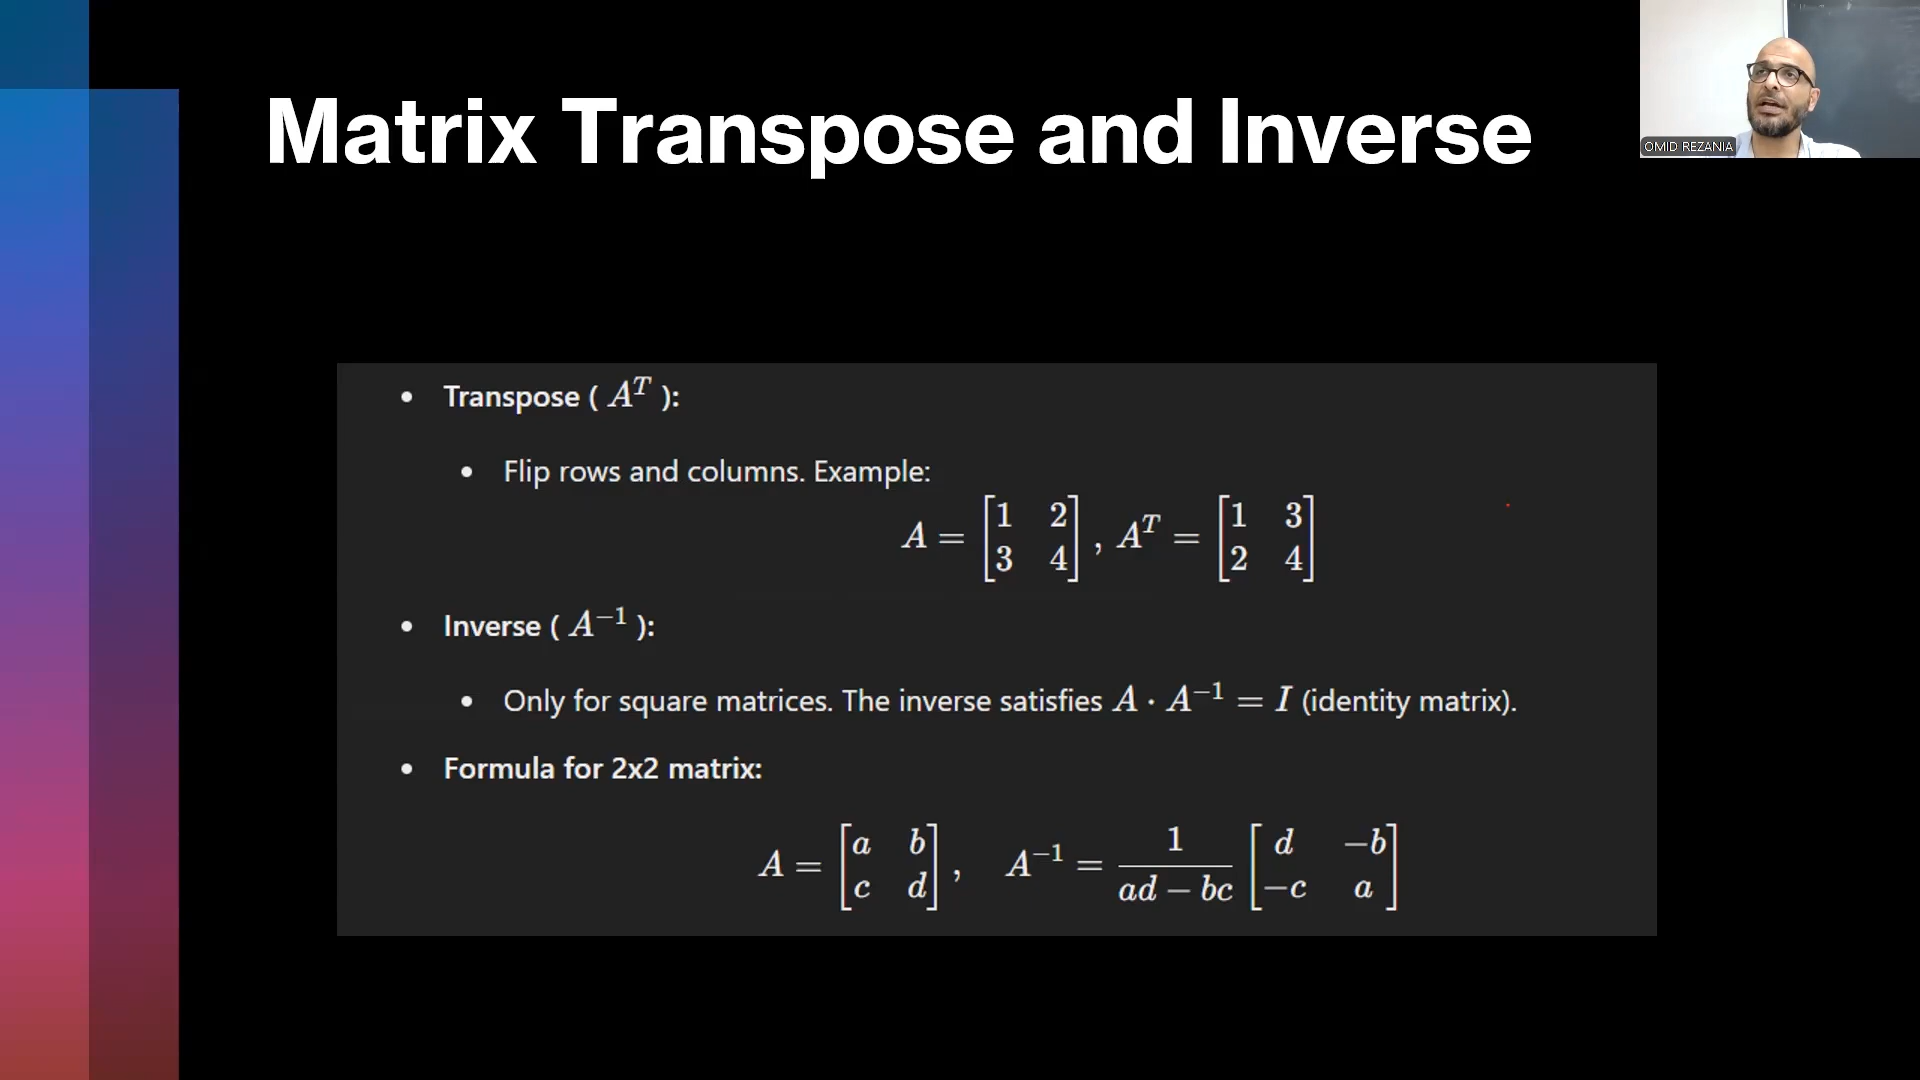 Matrix Transpose and Inverse
OMID REZANIA
• Transpose ( A^T ):
• Flip rows and columns. Example:
A = [1 2; 3 4], A^T = [1 3; 2 4]
• Inverse ( A^−1 ):
• Only for square matrices. The inverse satisfies A · A^−1 = I (identity matrix).
• Formula for 2x2 matrix:
A = [a b; c d], A^−1 = 1/(ad − bc) [d −b; −c a]